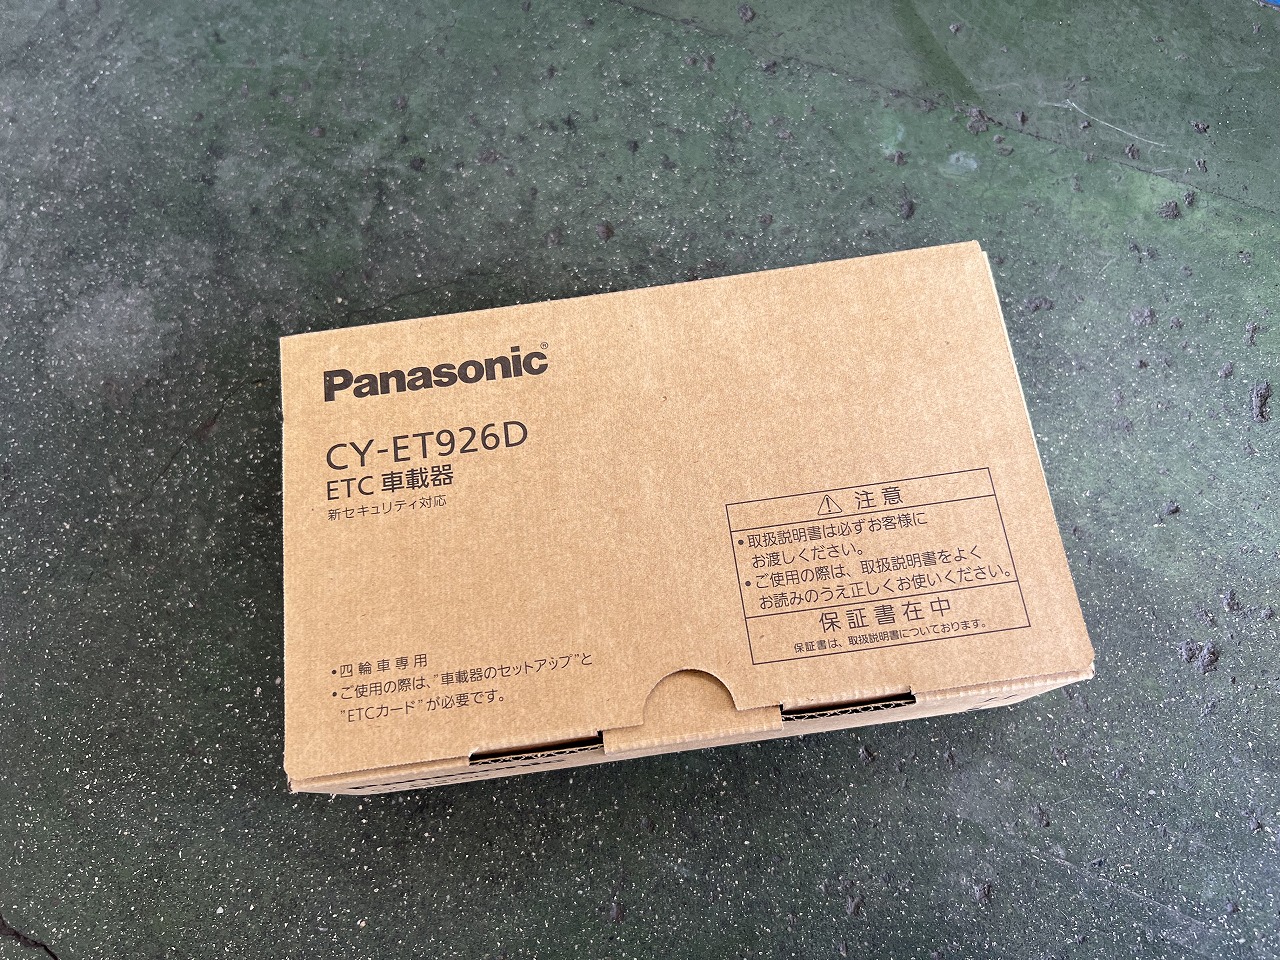 Panasonic®
CY-ET926D
ETC 車載器
新セキュリティ対応
⚠ 注意
•取扱説明書は必ずお客様に
お渡しください。
•ご使用の際は、取扱説明書をよく
お読みのうえ正しくお使いください。
保証書在中
保証書は、取扱説明書についております。
•四輪車専用
•ご使用の際は、"車載器のセットアップ"と
"ETCカード"が必要です。